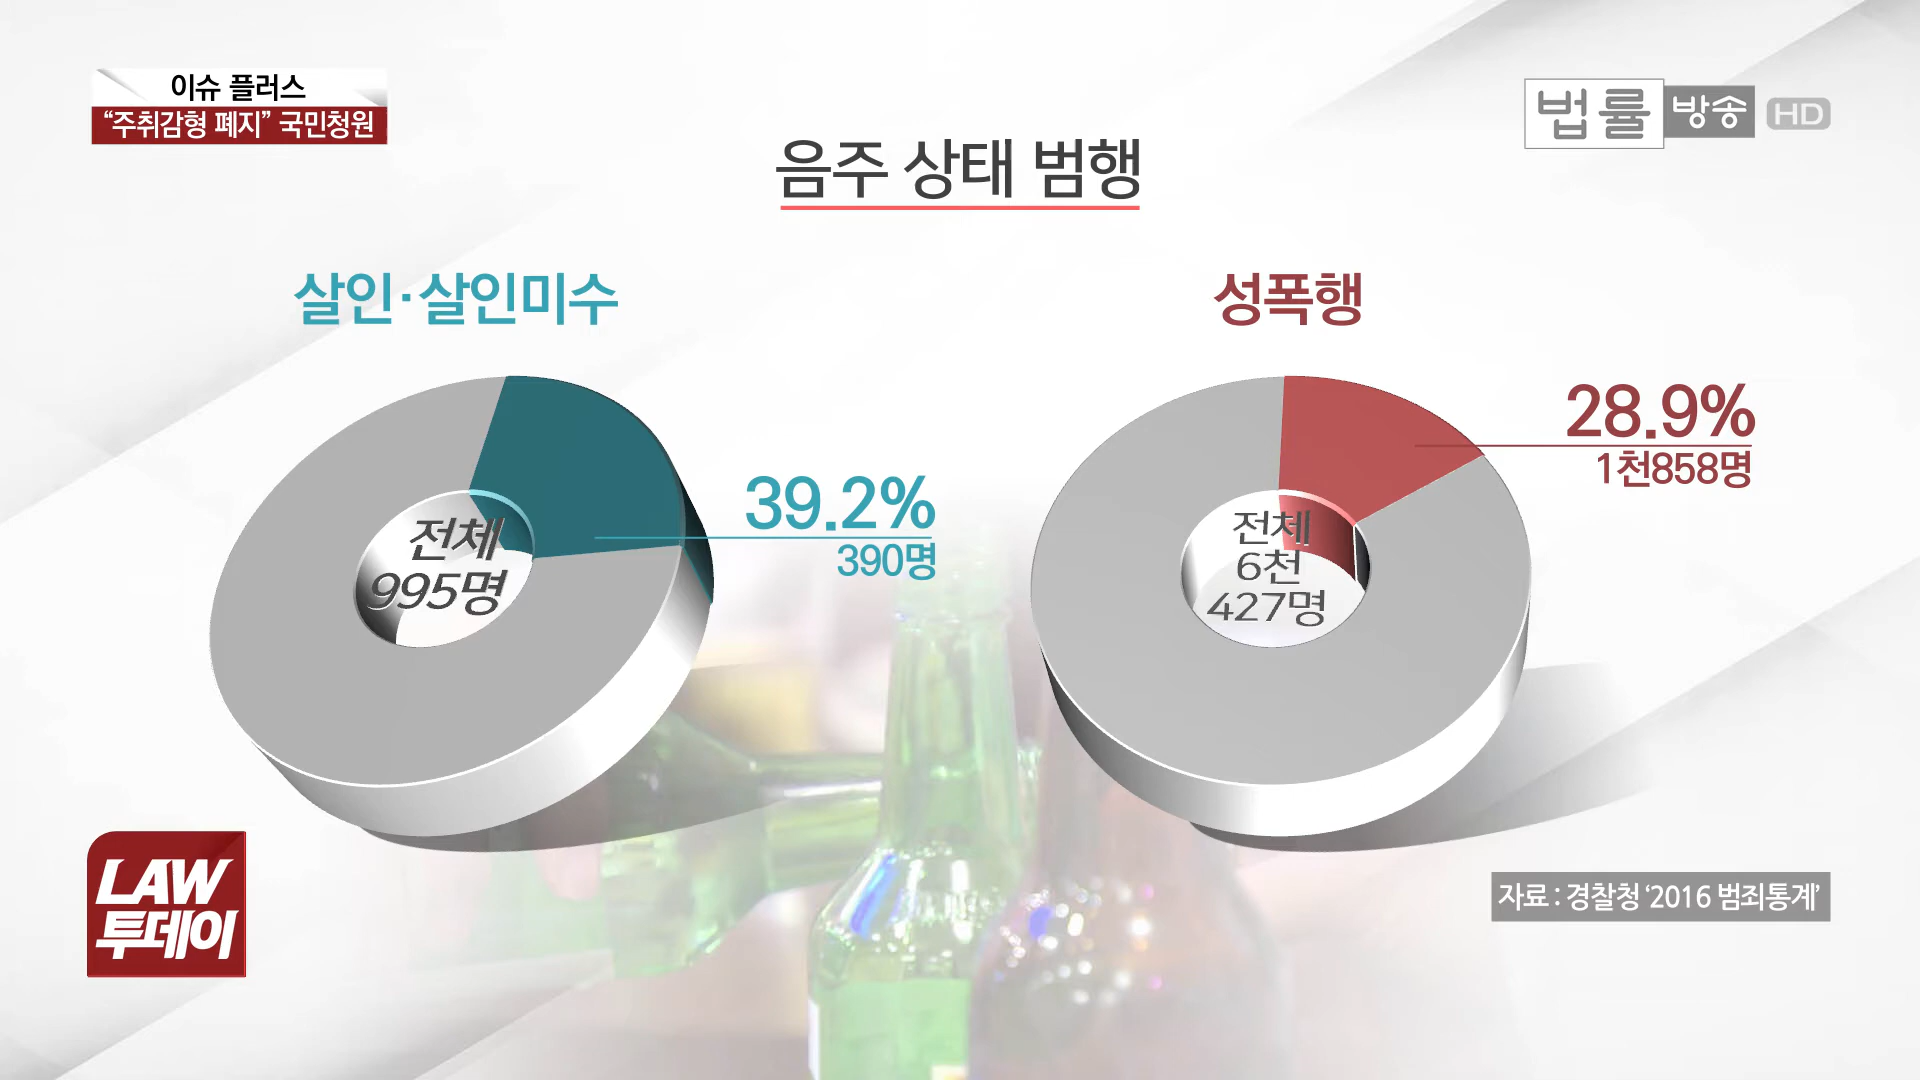 이슈 플러스
“주취감형 폐지” 국민청원
법률방송 HD
음주 상태 범행
살인·살인미수
39.2%
390명
전체
995명
성폭행
28.9%
1천858명
전체
6천
427명
LAW
투데이
자료 : 경찰청 ‘2016 범죄통계’